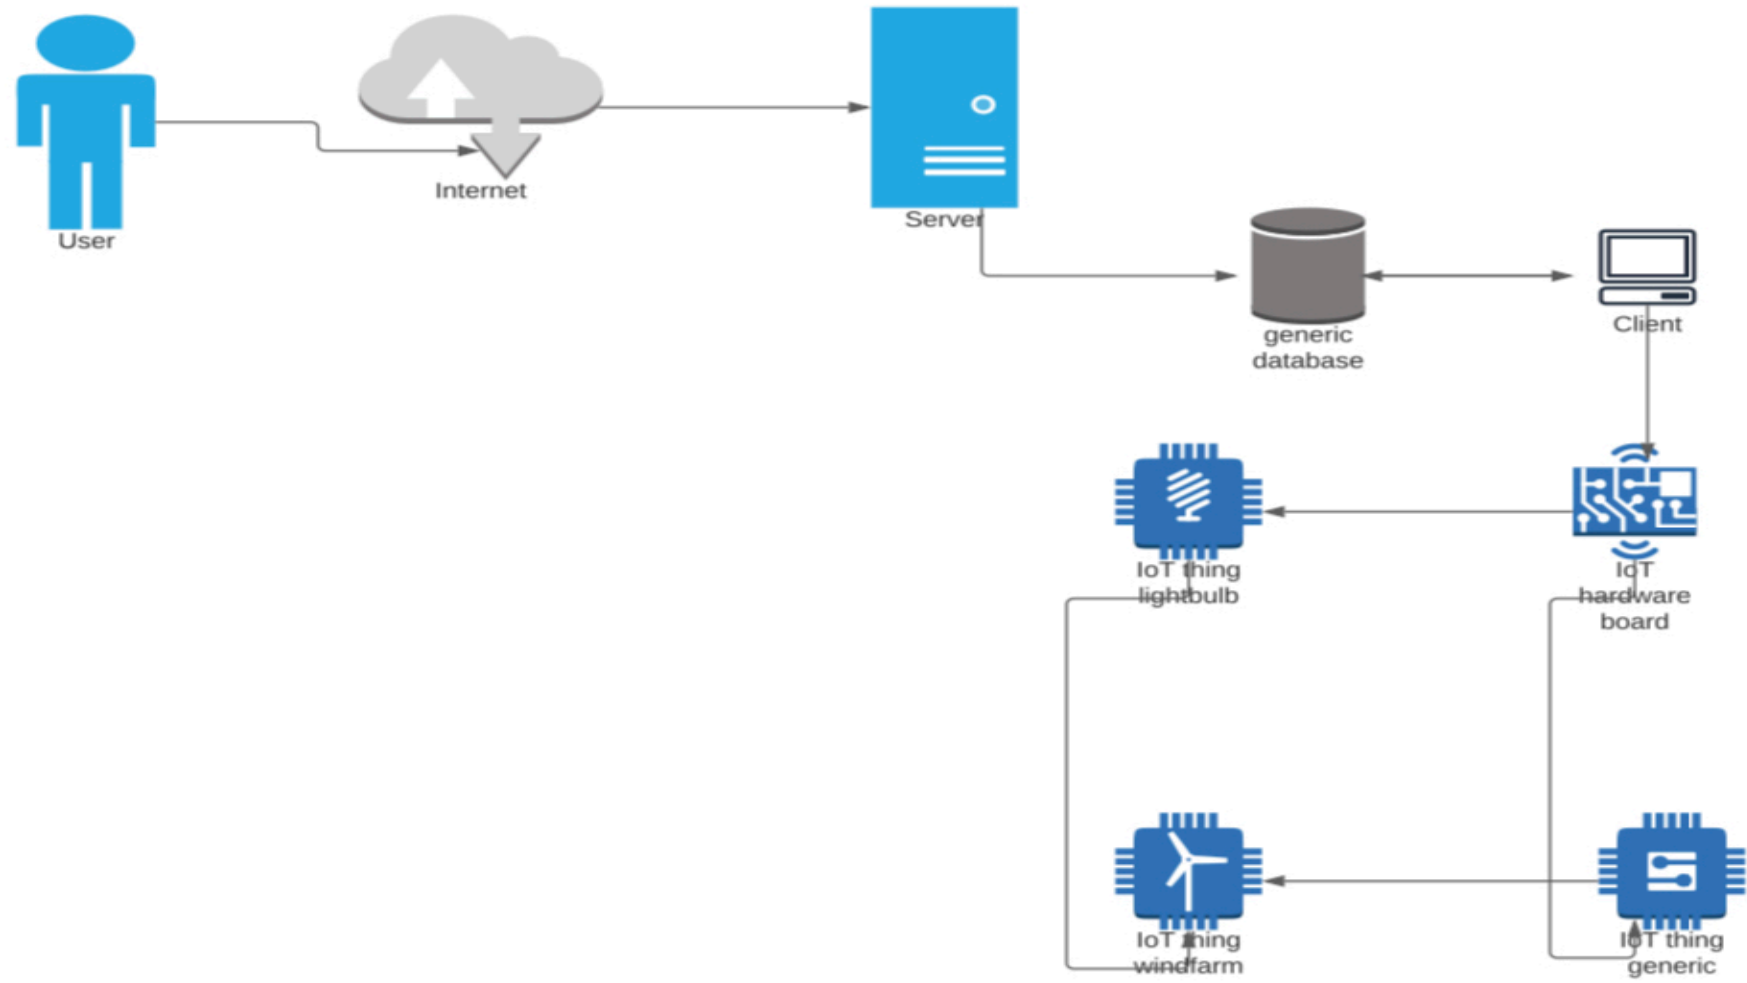 User
Internet
Server
generic
database
Client
IoT thing
lightbulb
IoT
hardware
board
IoT thing
windfarm
IoT thing
generic